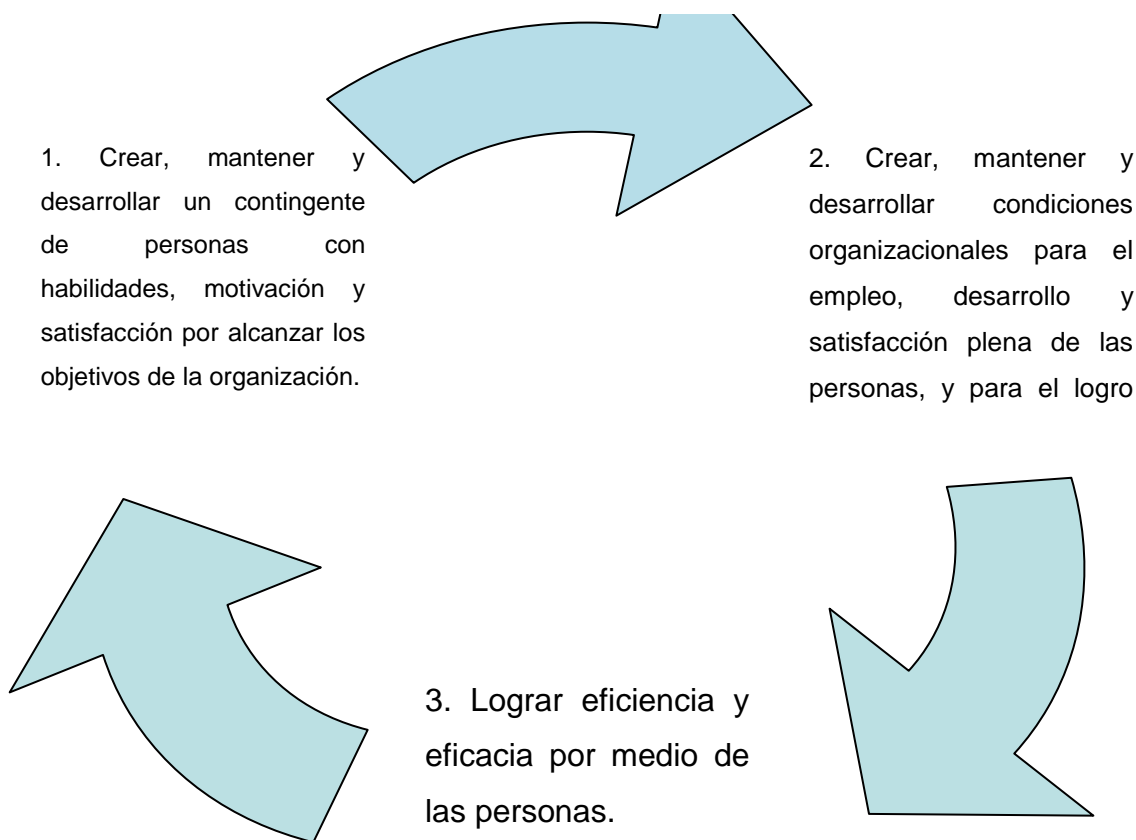 1. Crear, mantener y
desarrollar un contingente
de personas con
habilidades, motivación y
satisfacción por alcanzar los
objetivos de la organización.
2. Crear, mantener y
desarrollar condiciones
organizacionales para el
empleo, desarrollo y
satisfacción plena de las
personas, y para el logro
3. Lograr eficiencia y
eficacia por medio de
las personas.